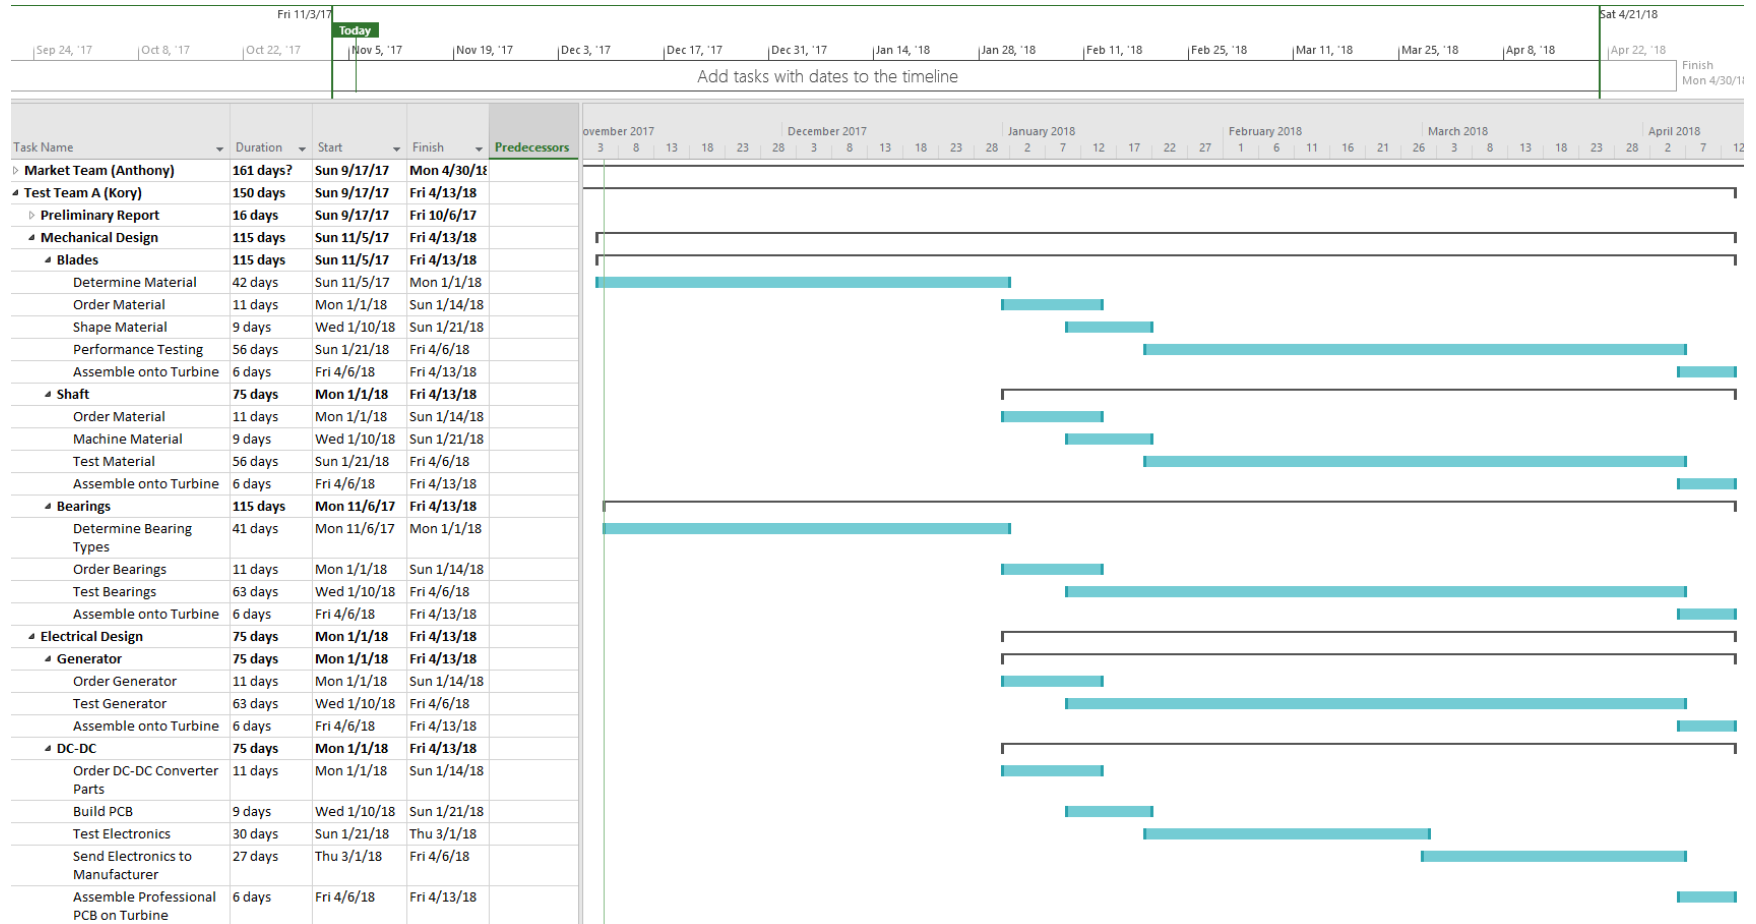 Fri 11/3/17
Sat 4/21/18
Today
Sep 24, '17 Oct 8, '17 Oct 22, '17 Nov 5, '17 Nov 19, '17 Dec 3, '17 Dec 17, '17 Dec 31, '17 Jan 14, '18 Jan 28, '18 Feb 11, '18 Feb 25, '18 Mar 11, '18 Mar 25, '18 Apr 8, '18 Apr 22, '18
Add tasks with dates to the timeline
Finish
Mon 4/30/18
ovember 2017 December 2017 January 2018 February 2018 March 2018 April 2018
Task Name Duration Start Finish Predecessors 3 8 13 18 23 28 3 8 13 18 23 28 2 7 12 17 22 27 1 6 11 16 21 26 3 8 13 18 23 28 2 7 12
Market Team (Anthony) 161 days? Sun 9/17/17 Mon 4/30/18
Test Team A (Kory) 150 days Sun 9/17/17 Fri 4/13/18
Preliminary Report 16 days Sun 9/17/17 Fri 10/6/17
Mechanical Design 115 days Sun 11/5/17 Fri 4/13/18
Blades 115 days Sun 11/5/17 Fri 4/13/18
Determine Material 42 days Sun 11/5/17 Mon 1/1/18
Order Material 11 days Mon 1/1/18 Sun 1/14/18
Shape Material 9 days Wed 1/10/18 Sun 1/21/18
Performance Testing 56 days Sun 1/21/18 Fri 4/6/18
Assemble onto Turbine 6 days Fri 4/6/18 Fri 4/13/18
Shaft 75 days Mon 1/1/18 Fri 4/13/18
Order Material 11 days Mon 1/1/18 Sun 1/14/18
Machine Material 9 days Wed 1/10/18 Sun 1/21/18
Test Material 56 days Sun 1/21/18 Fri 4/6/18
Assemble onto Turbine 6 days Fri 4/6/18 Fri 4/13/18
Bearings 115 days Mon 11/6/17 Fri 4/13/18
Determine Bearing 41 days Mon 11/6/17 Mon 1/1/18
Types
Order Bearings 11 days Mon 1/1/18 Sun 1/14/18
Test Bearings 63 days Wed 1/10/18 Fri 4/6/18
Assemble onto Turbine 6 days Fri 4/6/18 Fri 4/13/18
Electrical Design 75 days Mon 1/1/18 Fri 4/13/18
Generator 75 days Mon 1/1/18 Fri 4/13/18
Order Generator 11 days Mon 1/1/18 Sun 1/14/18
Test Generator 63 days Wed 1/10/18 Fri 4/6/18
Assemble onto Turbine 6 days Fri 4/6/18 Fri 4/13/18
DC-DC 75 days Mon 1/1/18 Fri 4/13/18
Order DC-DC Converter 11 days Mon 1/1/18 Sun 1/14/18
Parts
Build PCB 9 days Wed 1/10/18 Sun 1/21/18
Test Electronics 30 days Sun 1/21/18 Thu 3/1/18
Send Electronics to 27 days Thu 3/1/18 Fri 4/6/18
Manufacturer
Assemble Professional 6 days Fri 4/6/18 Fri 4/13/18
PCB on Turbine